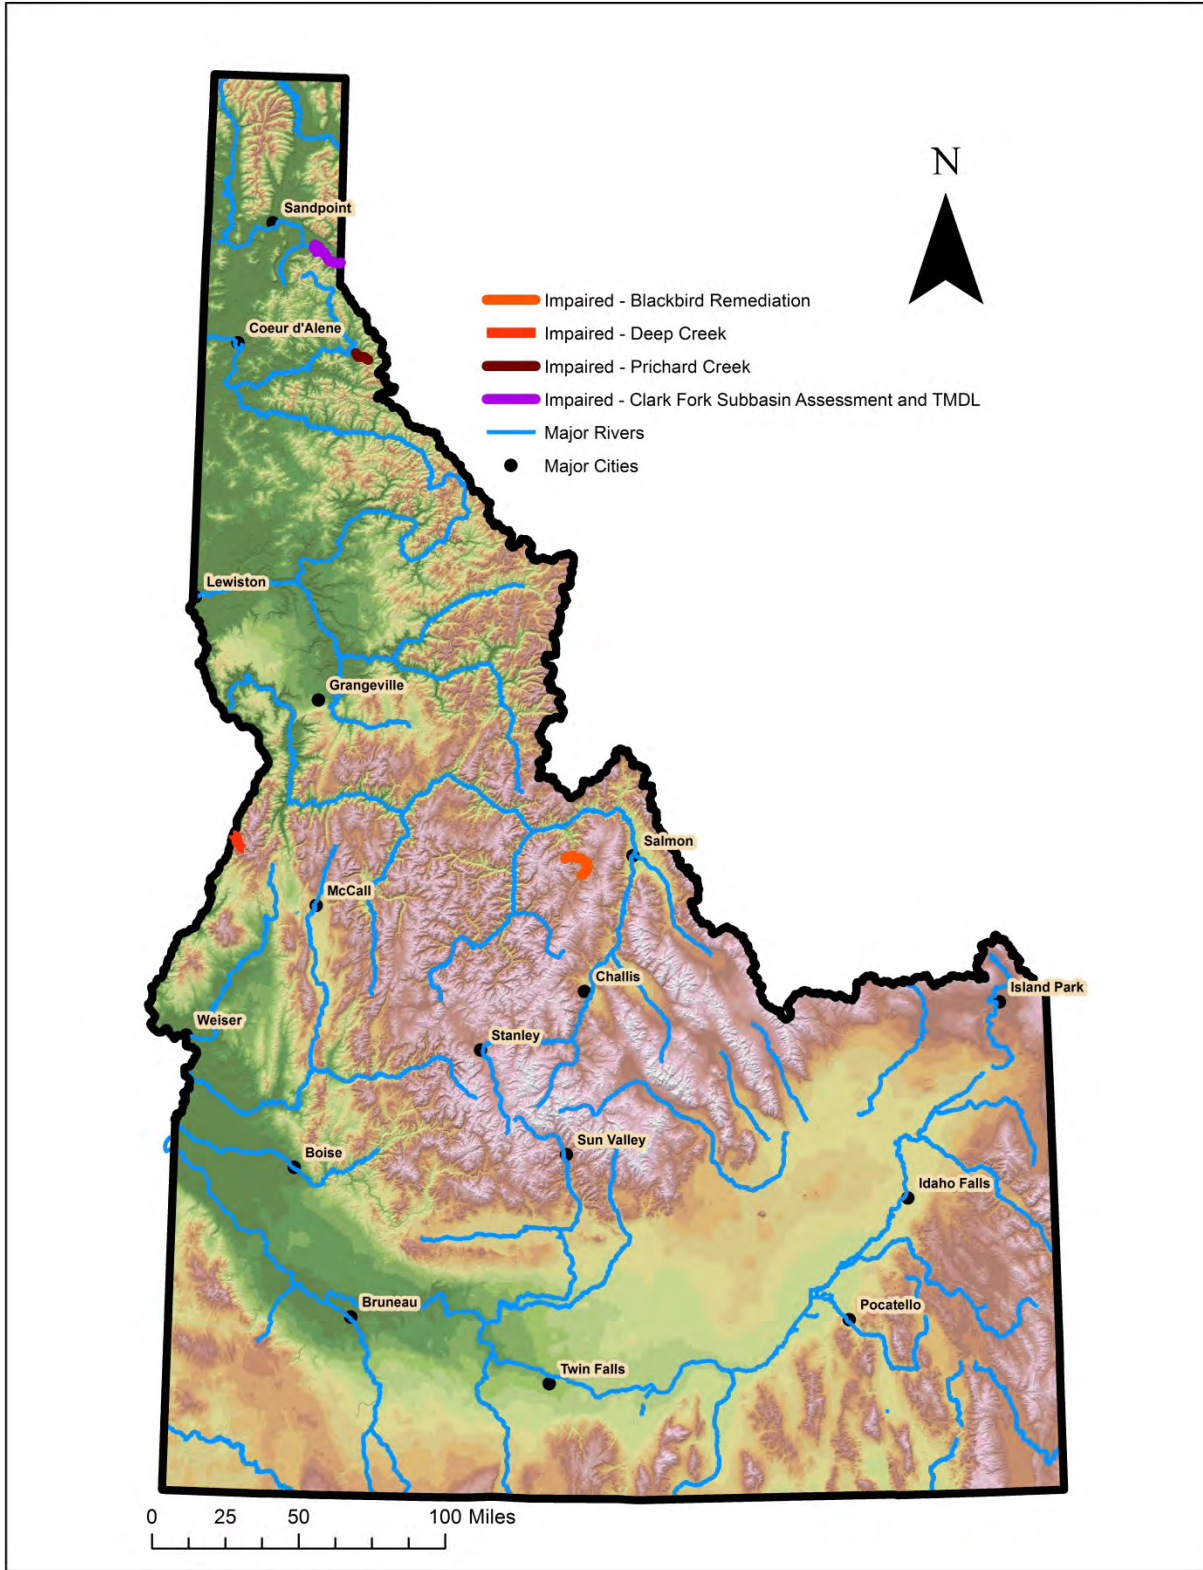 N
Sandpoint
Impaired - Blackbird Remediation
Impaired - Deep Creek
Coeur d'Alene
Impaired - Prichard Creek
Impaired - Clark Fork Subbasin Assessment and TMDL
Major Rivers
Major Cities
Lewiston
Grangeville
Salmon
McCall
Challis
Island Park
Weiser
Stanley
Sun Valley
Boise
Idaho Falls
Bruneau
Pocatello
Twin Falls
0 25 50 100 Miles